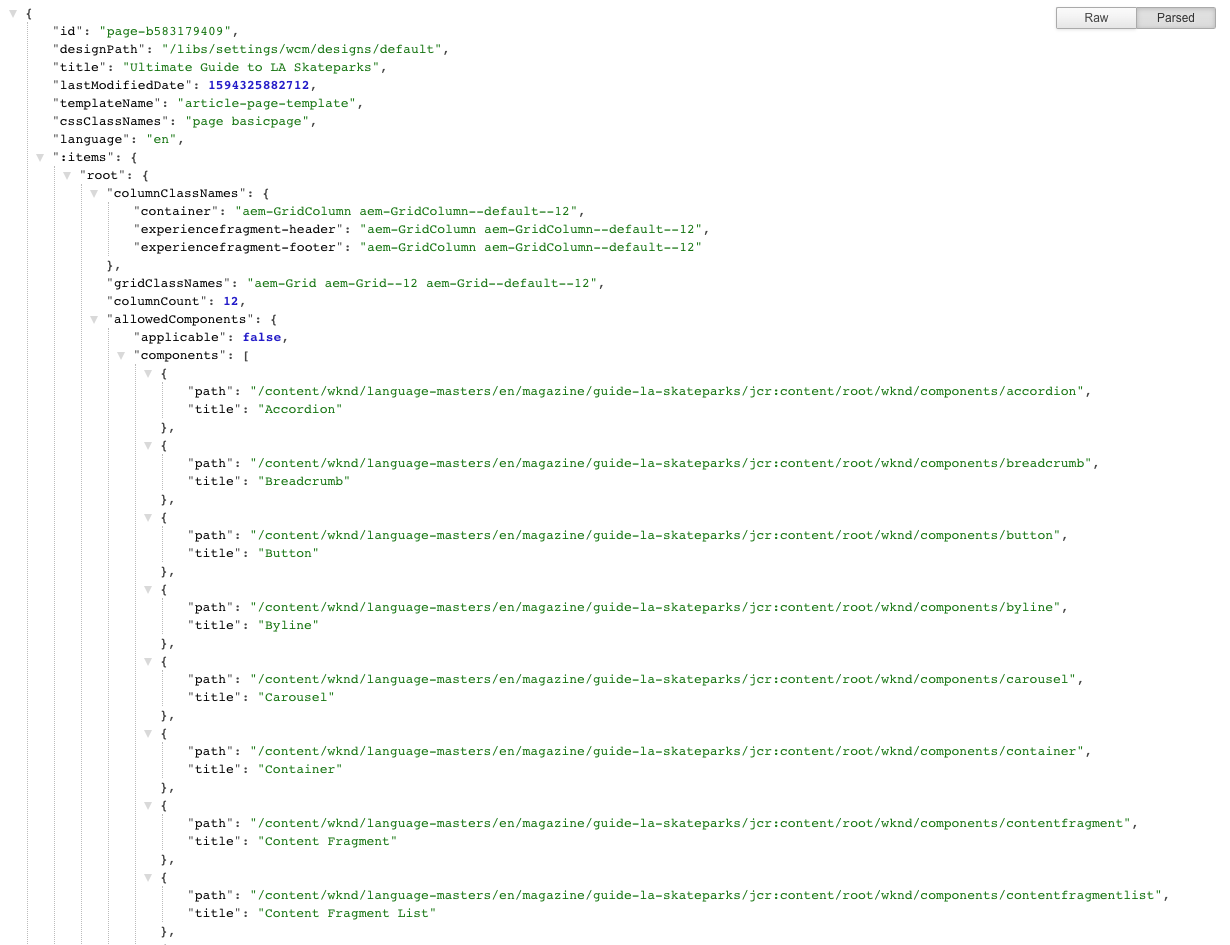 Raw Parsed
{
"id": "page-b583179409",
"designPath": "/libs/settings/wcm/designs/default",
"title": "Ultimate Guide to LA Skateparks",
"lastModifiedDate": 1594325882712,
"templateName": "article-page-template",
"cssClassNames": "page basicpage",
"language": "en",
":items": {
"root": {
"columnClassNames": {
"container": "aem-GridColumn aem-GridColumn--default--12",
"experiencefragment-header": "aem-GridColumn aem-GridColumn--default--12",
"experiencefragment-footer": "aem-GridColumn aem-GridColumn--default--12"
},
"gridClassNames": "aem-Grid aem-Grid--12 aem-Grid--default--12",
"columnCount": 12,
"allowedComponents": {
"applicable": false,
"components": [
{
"path": "/content/wknd/language-masters/en/magazine/guide-la-skateparks/jcr:content/root/wknd/components/accordion",
"title": "Accordion"
},
{
"path": "/content/wknd/language-masters/en/magazine/guide-la-skateparks/jcr:content/root/wknd/components/breadcrumb",
"title": "Breadcrumb"
},
{
"path": "/content/wknd/language-masters/en/magazine/guide-la-skateparks/jcr:content/root/wknd/components/button",
"title": "Button"
},
{
"path": "/content/wknd/language-masters/en/magazine/guide-la-skateparks/jcr:content/root/wknd/components/byline",
"title": "Byline"
},
{
"path": "/content/wknd/language-masters/en/magazine/guide-la-skateparks/jcr:content/root/wknd/components/carousel",
"title": "Carousel"
},
{
"path": "/content/wknd/language-masters/en/magazine/guide-la-skateparks/jcr:content/root/wknd/components/container",
"title": "Container"
},
{
"path": "/content/wknd/language-masters/en/magazine/guide-la-skateparks/jcr:content/root/wknd/components/contentfragment",
"title": "Content Fragment"
},
{
"path": "/content/wknd/language-masters/en/magazine/guide-la-skateparks/jcr:content/root/wknd/components/contentfragmentlist",
"title": "Content Fragment List"
},